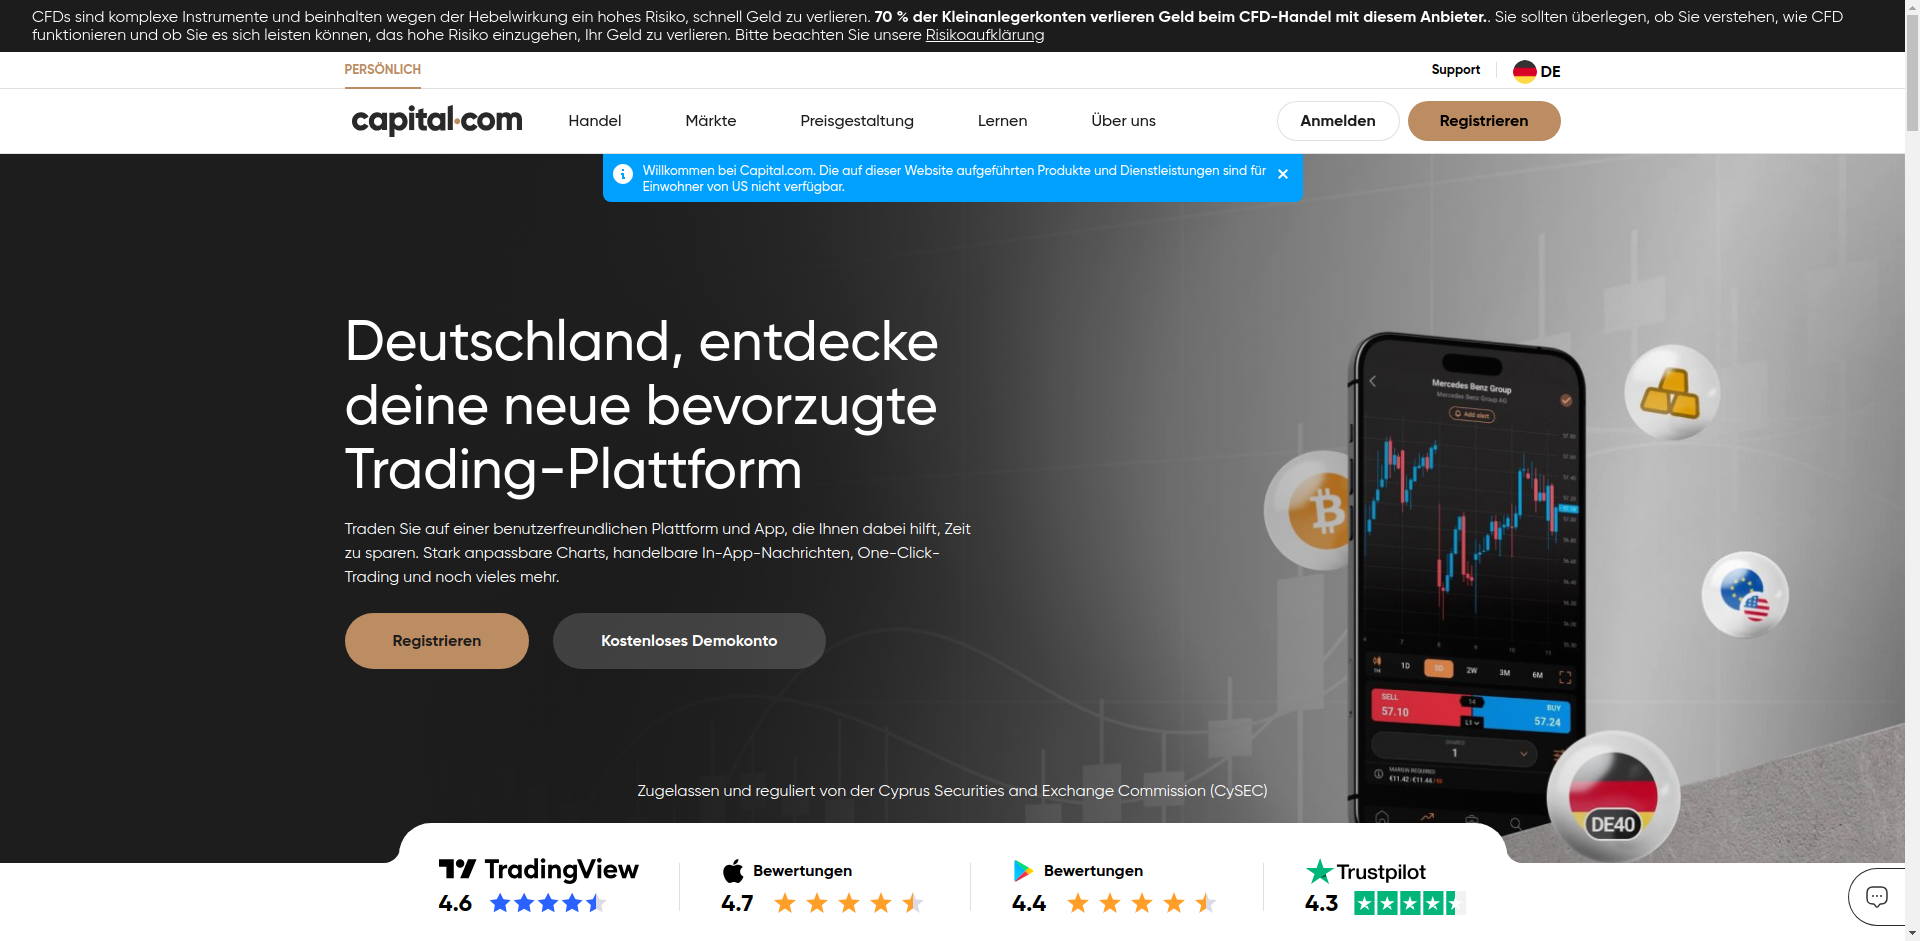 CFDs sind komplexe Instrumente und beinhalten wegen der Hebelwirkung ein hohes Risiko, schnell Geld zu verlieren. 70 % der Kleinanlegerkonten verlieren Geld beim CFD-Handel mit diesem Anbieter.. Sie sollten überlegen, ob Sie verstehen, wie CFD
funktionieren und ob Sie es sich leisten können, das hohe Risiko einzugehen, Ihr Geld zu verlieren. Bitte beachten Sie unsere Risikoaufklärung
PERSÖNLICH
Support
DE
capital.com
Handel
Märkte
Preisgestaltung
Lernen
Über uns
Anmelden
Registrieren
Willkommen bei Capital.com. Die auf dieser Website aufgeführten Produkte und Dienstleistungen sind für
Einwohner von US nicht verfügbar.
Deutschland, entdecke
deine neue bevorzugte
Trading-Plattform
Traden Sie auf einer benutzerfreundlichen Plattform und App, die Ihnen dabei hilft, Zeit
zu sparen. Stark anpassbare Charts, handelbare In-App-Nachrichten, One-Click-
Trading und noch vieles mehr.
Registrieren
Kostenloses Demokonto
Mercedes Benz Group
Mercedes Benz Group AG
Add alert
1D
5D
2W
3M
6M
SELL
57.10
14
L1
BUY
57.24
1
MARGIN REQUIRED
DE40
Zugelassen und reguliert von der Cyprus Securities and Exchange Commission (CySEC)
TradingView
4.6
Bewertungen
4.7
Bewertungen
4.4
Trustpilot
4.3